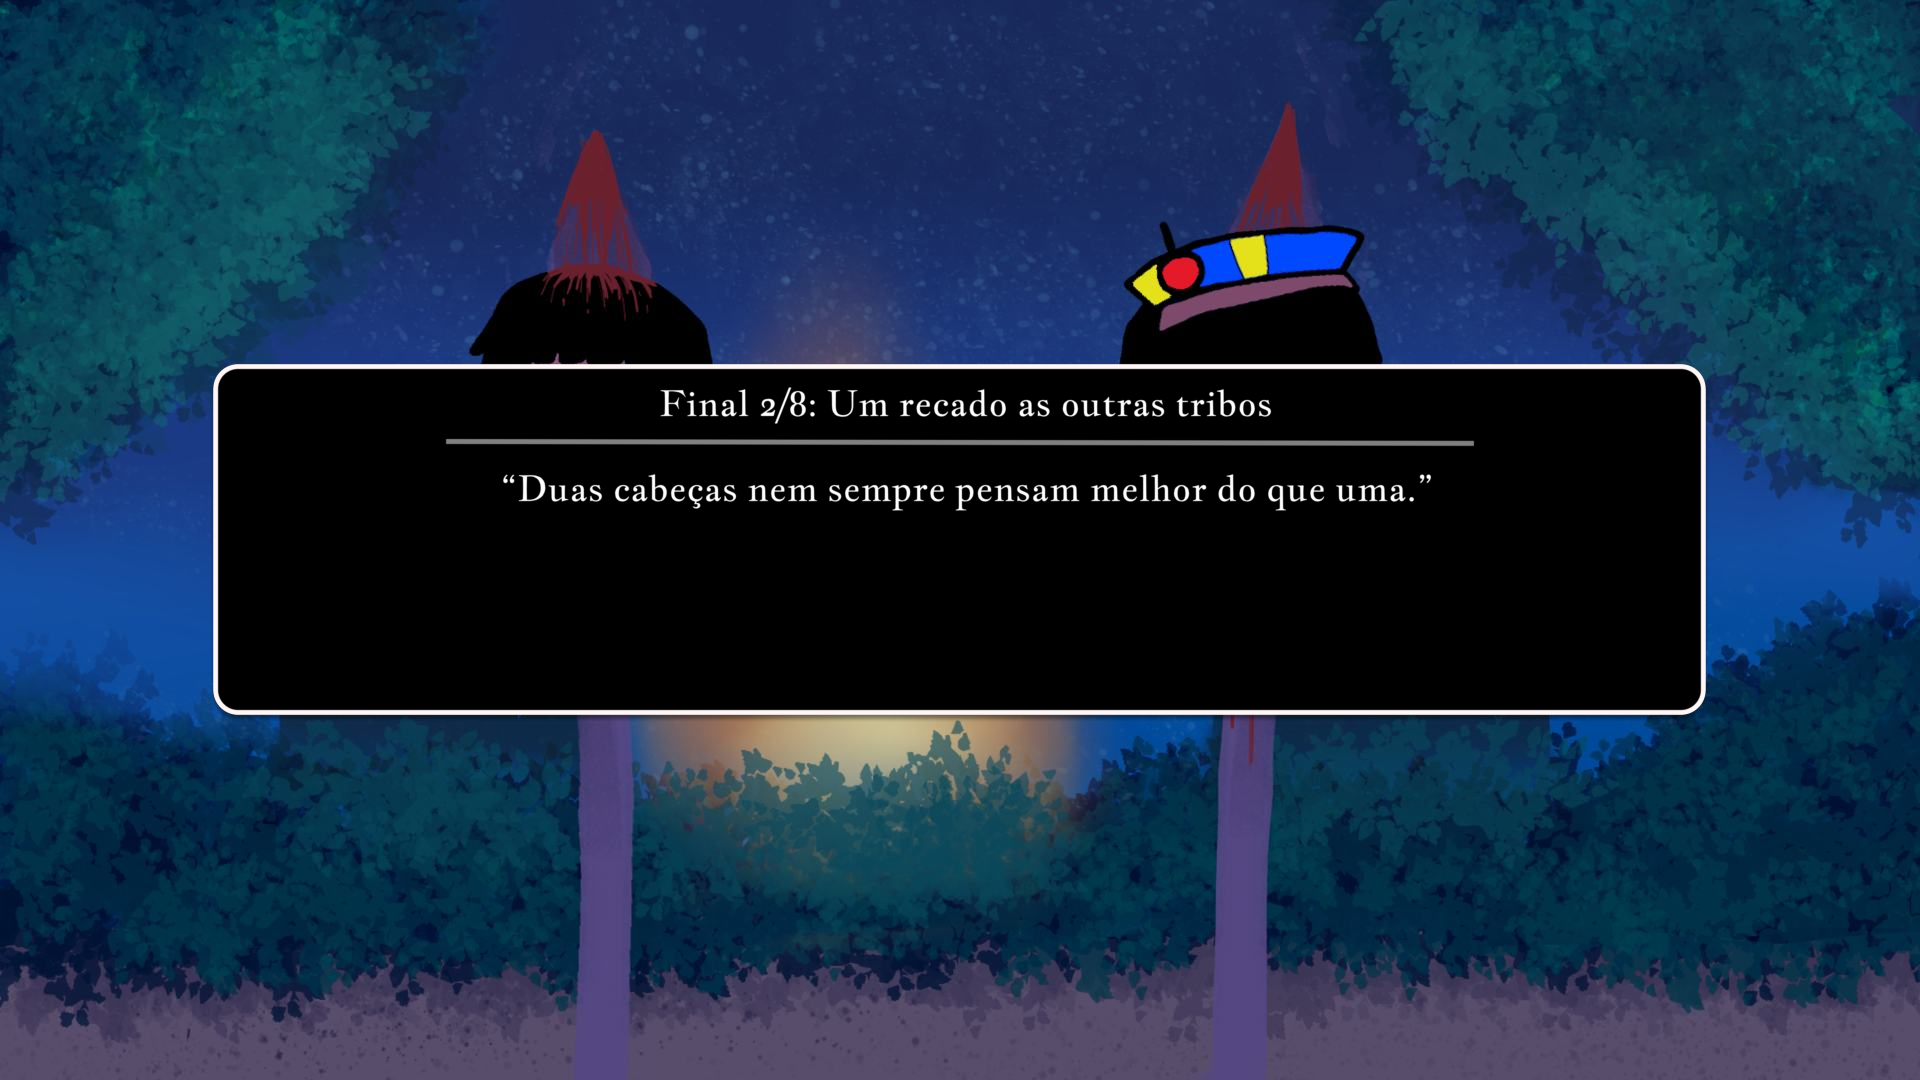 Final 2/8: Um recado as outras tribos
“Duas cabeças nem sempre pensam melhor do que uma.”